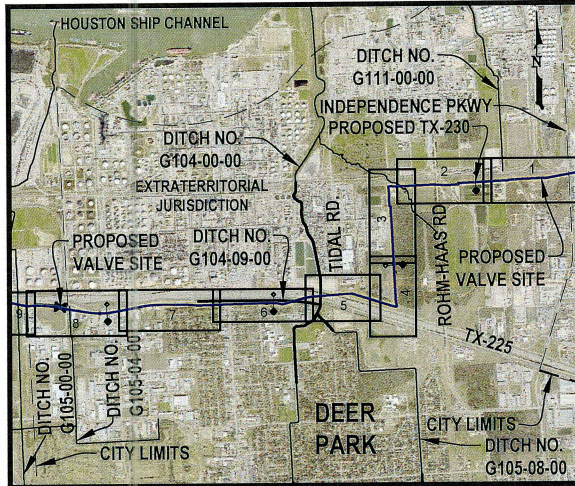 HOUSTON SHIP CHANNEL
DITCH NO.
G111-00-00
INDEPENDENCE PKWY
PROPOSED TX-230
N
DITCH NO.
G104-00-00
EXTRATERRITORIAL
JURISDICTION
TIDAL RD.
2
1
3
ROHM-HAAS RD
PROPOSED
VALVE SITE
DITCH NO.
G104-09-00
PROPOSED
VALVE SITE
4
5
6
7
8
9
TX-225
DITCH NO.
G105-00-00
DITCH NO.
G105-04-00
CITY LIMITS
DEER
PARK
CITY LIMITS
DITCH NO.
G105-08-00